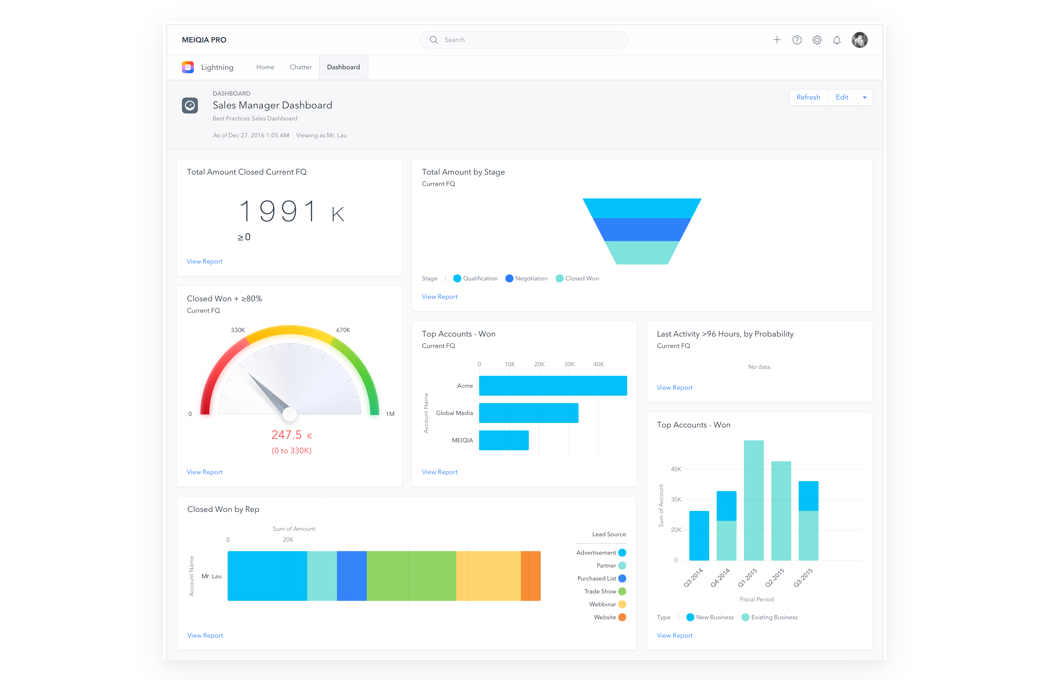 MEIQIA PRO
Search
Lightning
Home
Chatter
Dashboard
DASHBOARD
Sales Manager Dashboard
Best Practices Sales Dashboard
As of Dec 27, 2016 1:05 AM Viewing as Mr. Lau
Refresh
Edit
Total Amount Closed Current FQ
1991 K
≥0
View Report
Total Amount by Stage
Current FQ
Stage
Qualification
Negotiation
Closed Won
View Report
Closed Won + ≥80%
Current FQ
330K
670K
0
1M
247.5 K
(0 to 330K)
View Report
Top Accounts - Won
Current FQ
0 10K 20K 30K 40K
Account Name
Acme
Global Media
MEIQIA
View Report
Last Activity >96 Hours, by Probability
Current FQ
No data.
View Report
Top Accounts - Won
Sum of Account
40K
30K
20K
0
Q3-2014
Q4-2014
Q1-2015
Q2-2015
Q3-2015
Fiscal Period
Type
New Business
Existing Business
View Report
Closed Won by Rep
Sum of Amount
0 20K
Account Name
Mr. Lau
Lead Source
Advertisement
Partner
Purchased List
Trade Show
Webbinar
Website
View Report